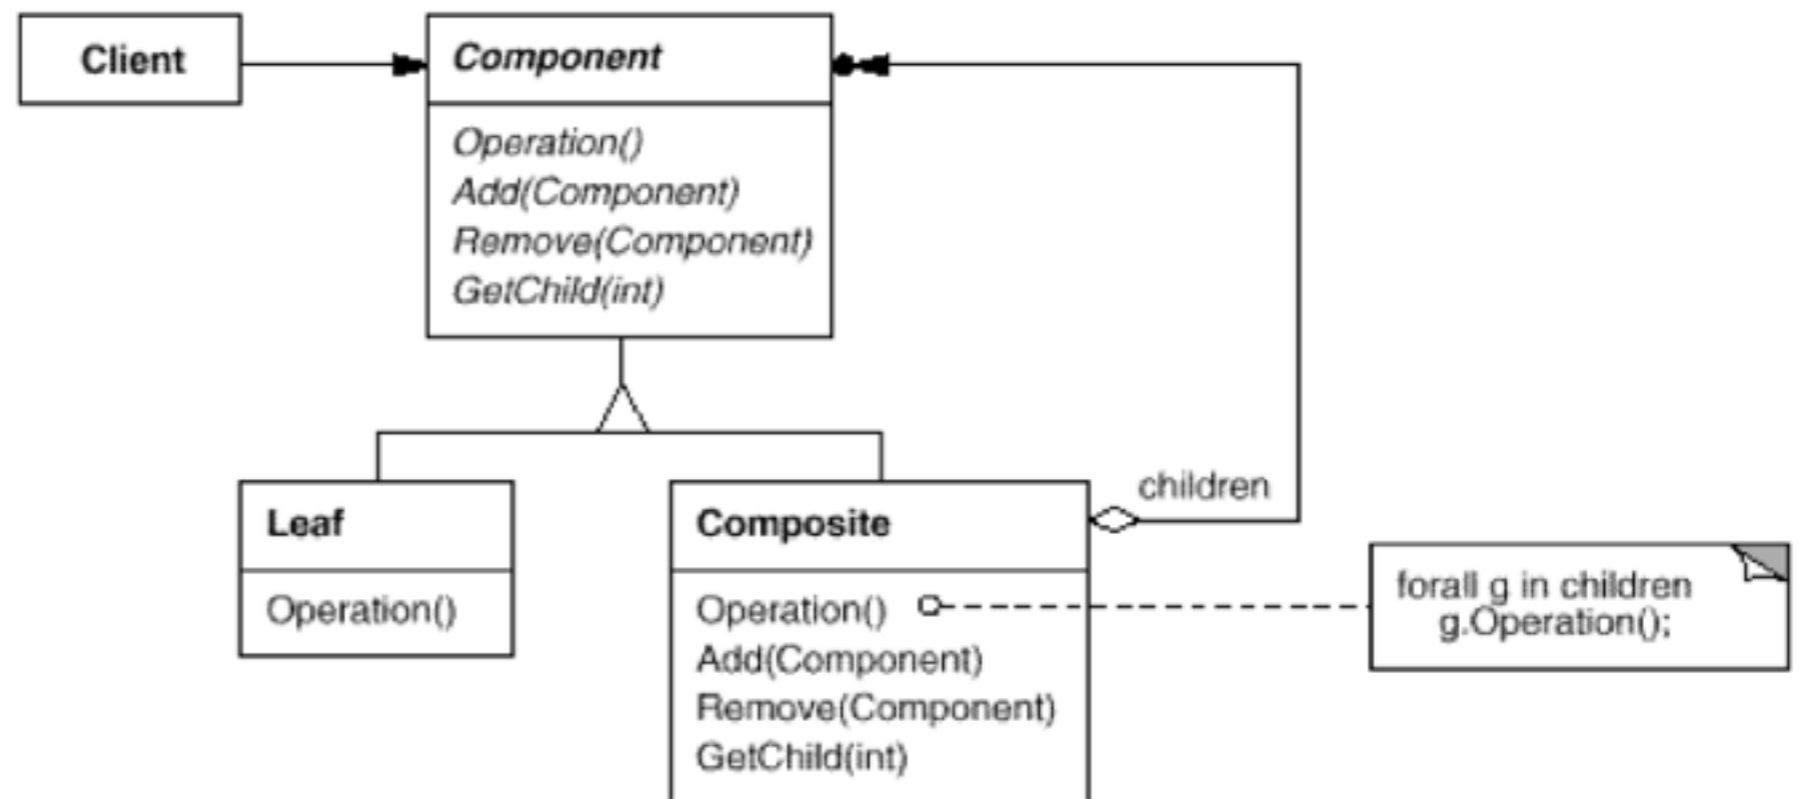 Client
Component
Operation()
Add(Component)
Remove(Component)
GetChild(int)
Leaf
Operation()
Composite
Operation()
Add(Component)
Remove(Component)
GetChild(int)
children
forall g in children
g.Operation();